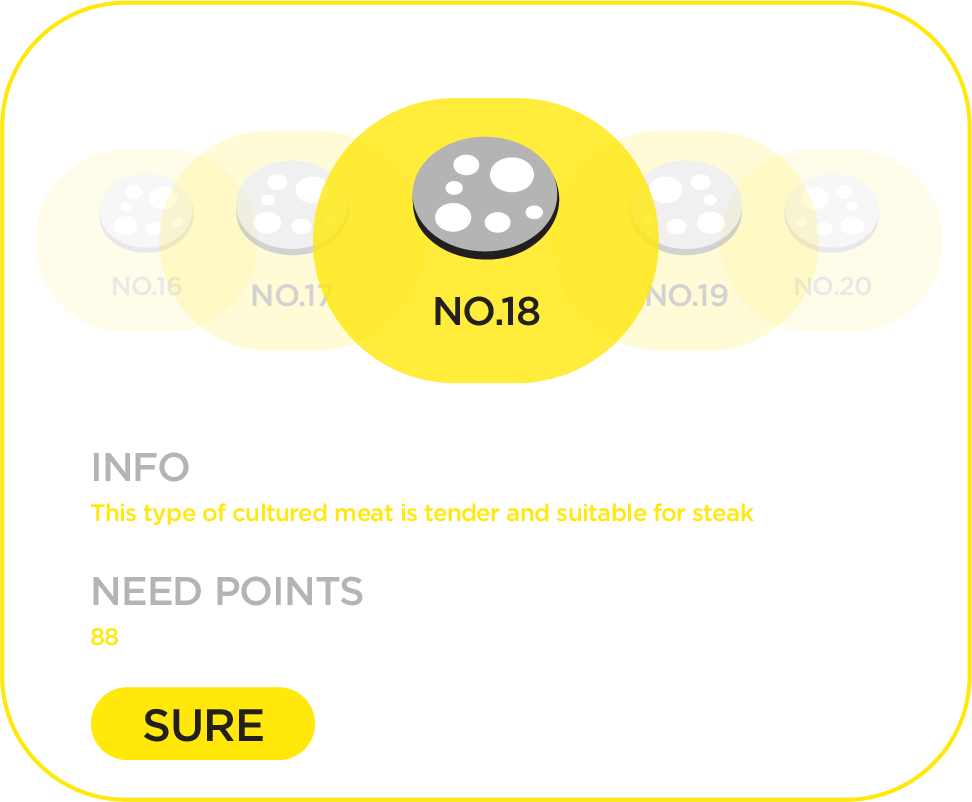 NO.16
NO.17
NO.18
NO.19
NO.20
INFO
This type of cultured meat is tender and suitable for steak
NEED POINTS
88
SURE